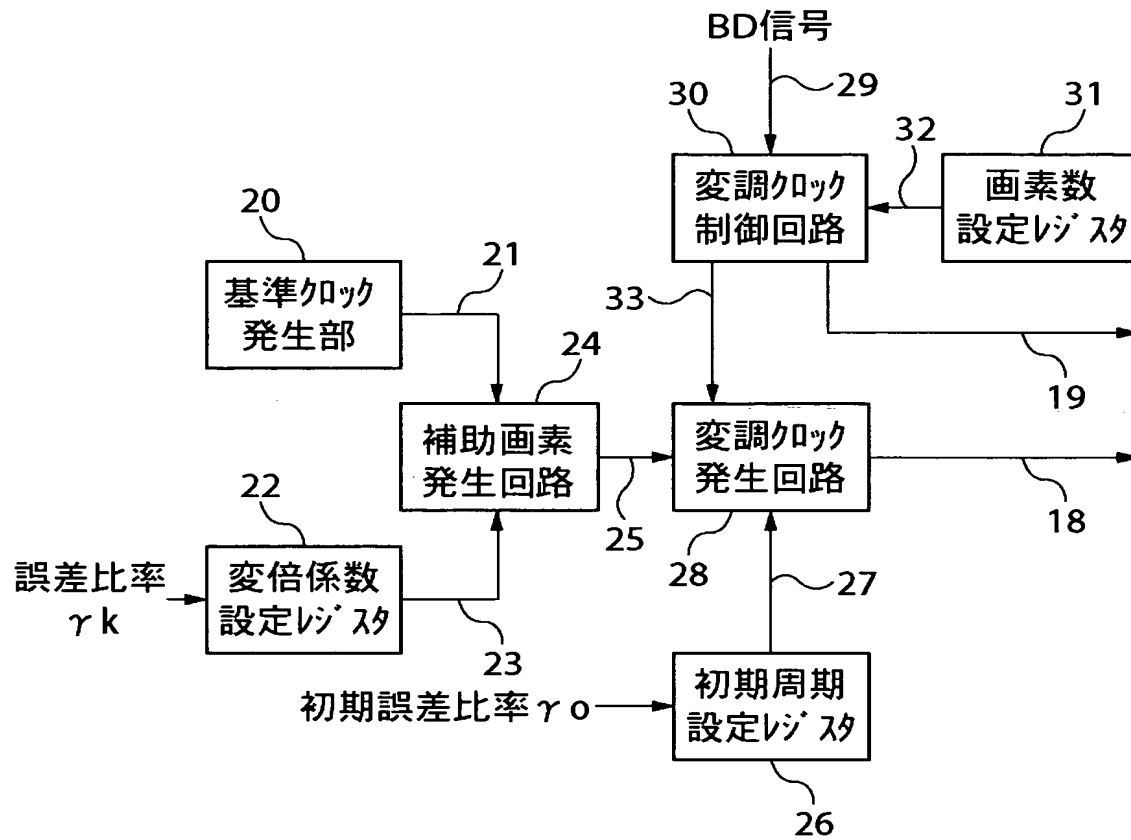 BD信号
29
30
変調ｸﾛｯｸ
制御回路
32
31
画素数
設定ﾚｼﾞｽﾀ
20
基準ｸﾛｯｸ
発生部
21
33
19
24
補助画素
発生回路
25
変調ｸﾛｯｸ
発生回路
28
18
22
誤差比率
γk
変倍係数
設定ﾚｼﾞｽﾀ
23
27
初期誤差比率γo
初期周期
設定ﾚｼﾞｽﾀ
26